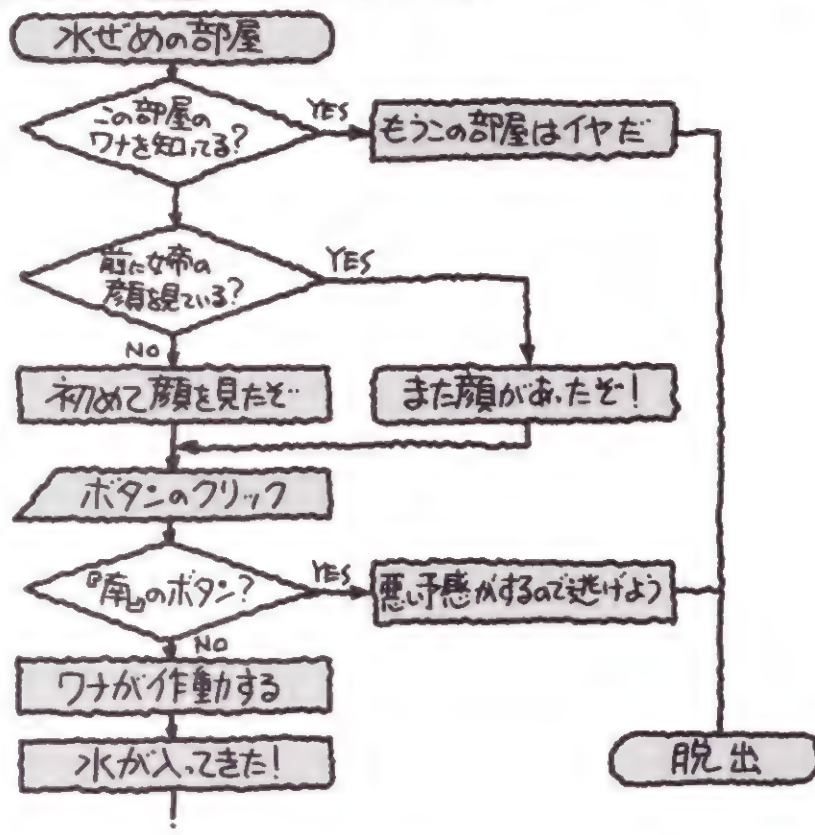 水ぜめの部屋
この部屋の
ワナを知ってる?
YES
もうこの部屋はイヤだ
前に女帝の
顔を見ている?
YES
NO
初めて顔を見たぞ
また顔があったぞ!
ボタンのクリック
『南』のボタン?
YES
悪い予感がするので逃げよう
NO
ワナが作動する
水が入ってきた!
脱出